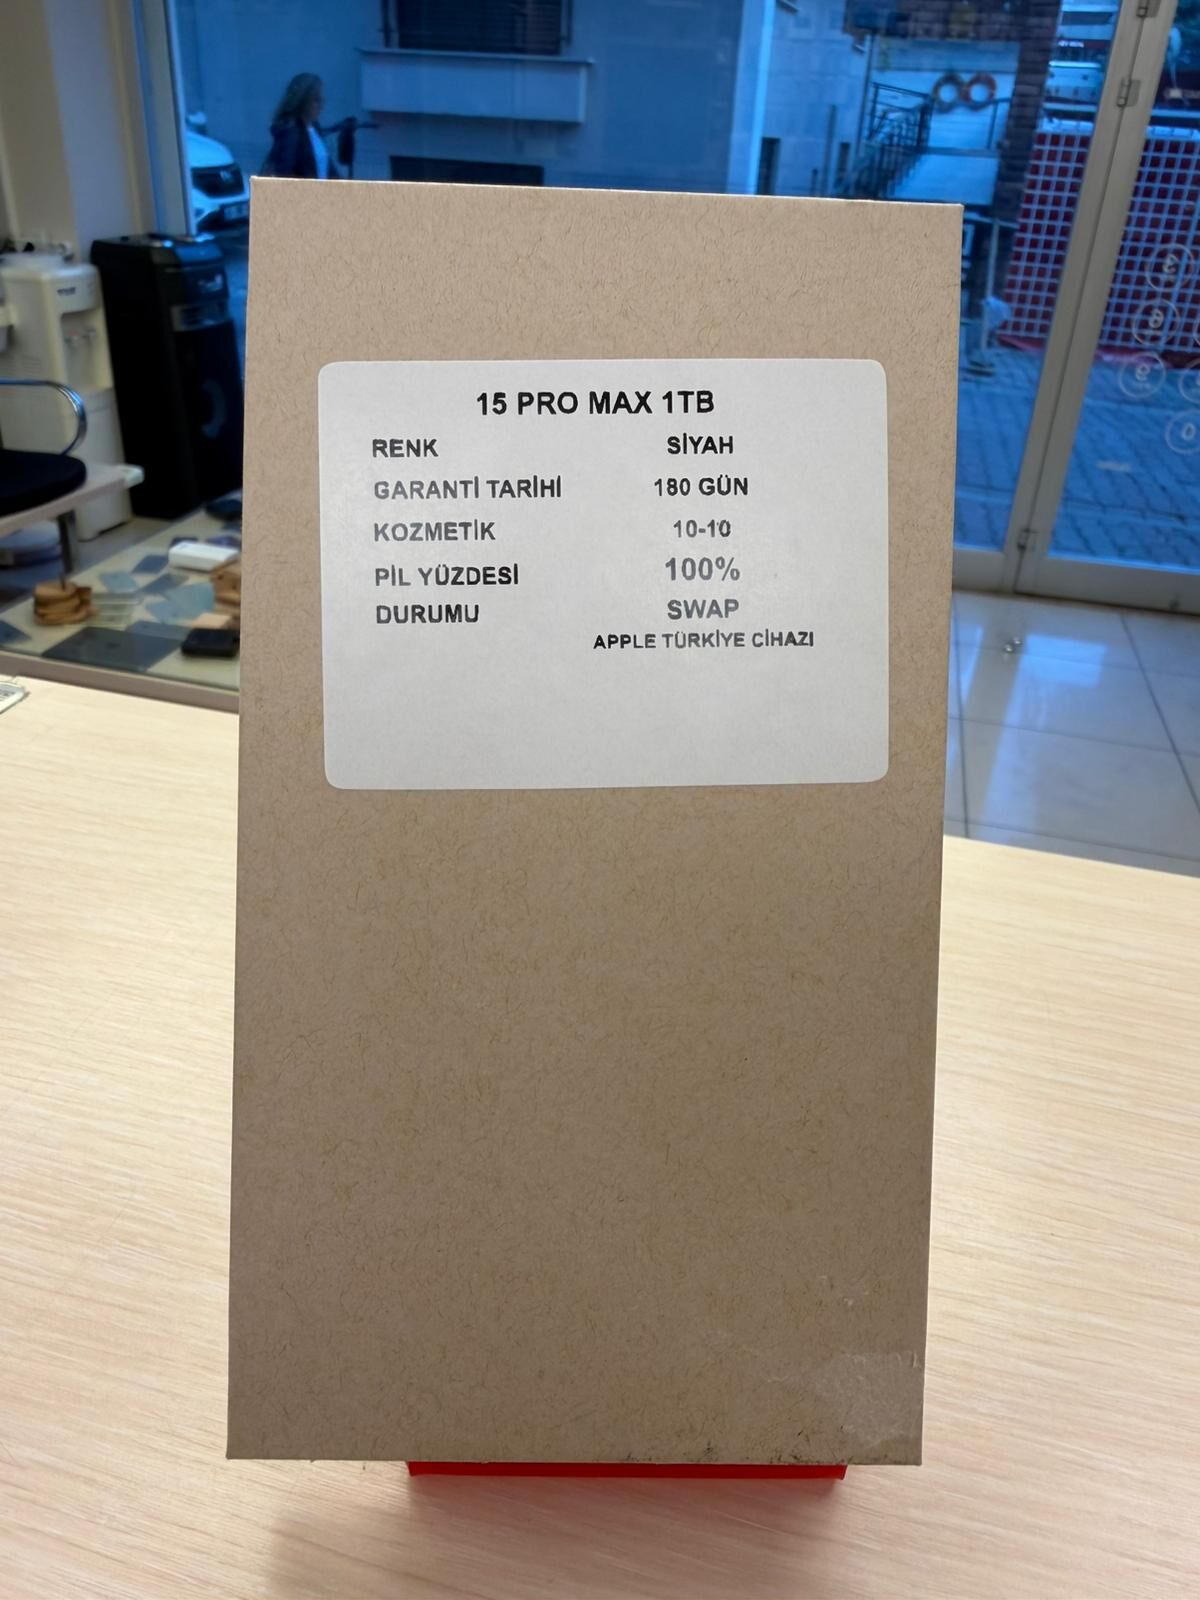 15 PRO MAX 1TB
RENK SİYAH
GARANTİ TARİHİ 180 GÜN
KOZMETİK 10-10
PİL YÜZDESİ 100%
DURUMU SWAP
APPLE TÜRKİYE CİHAZI